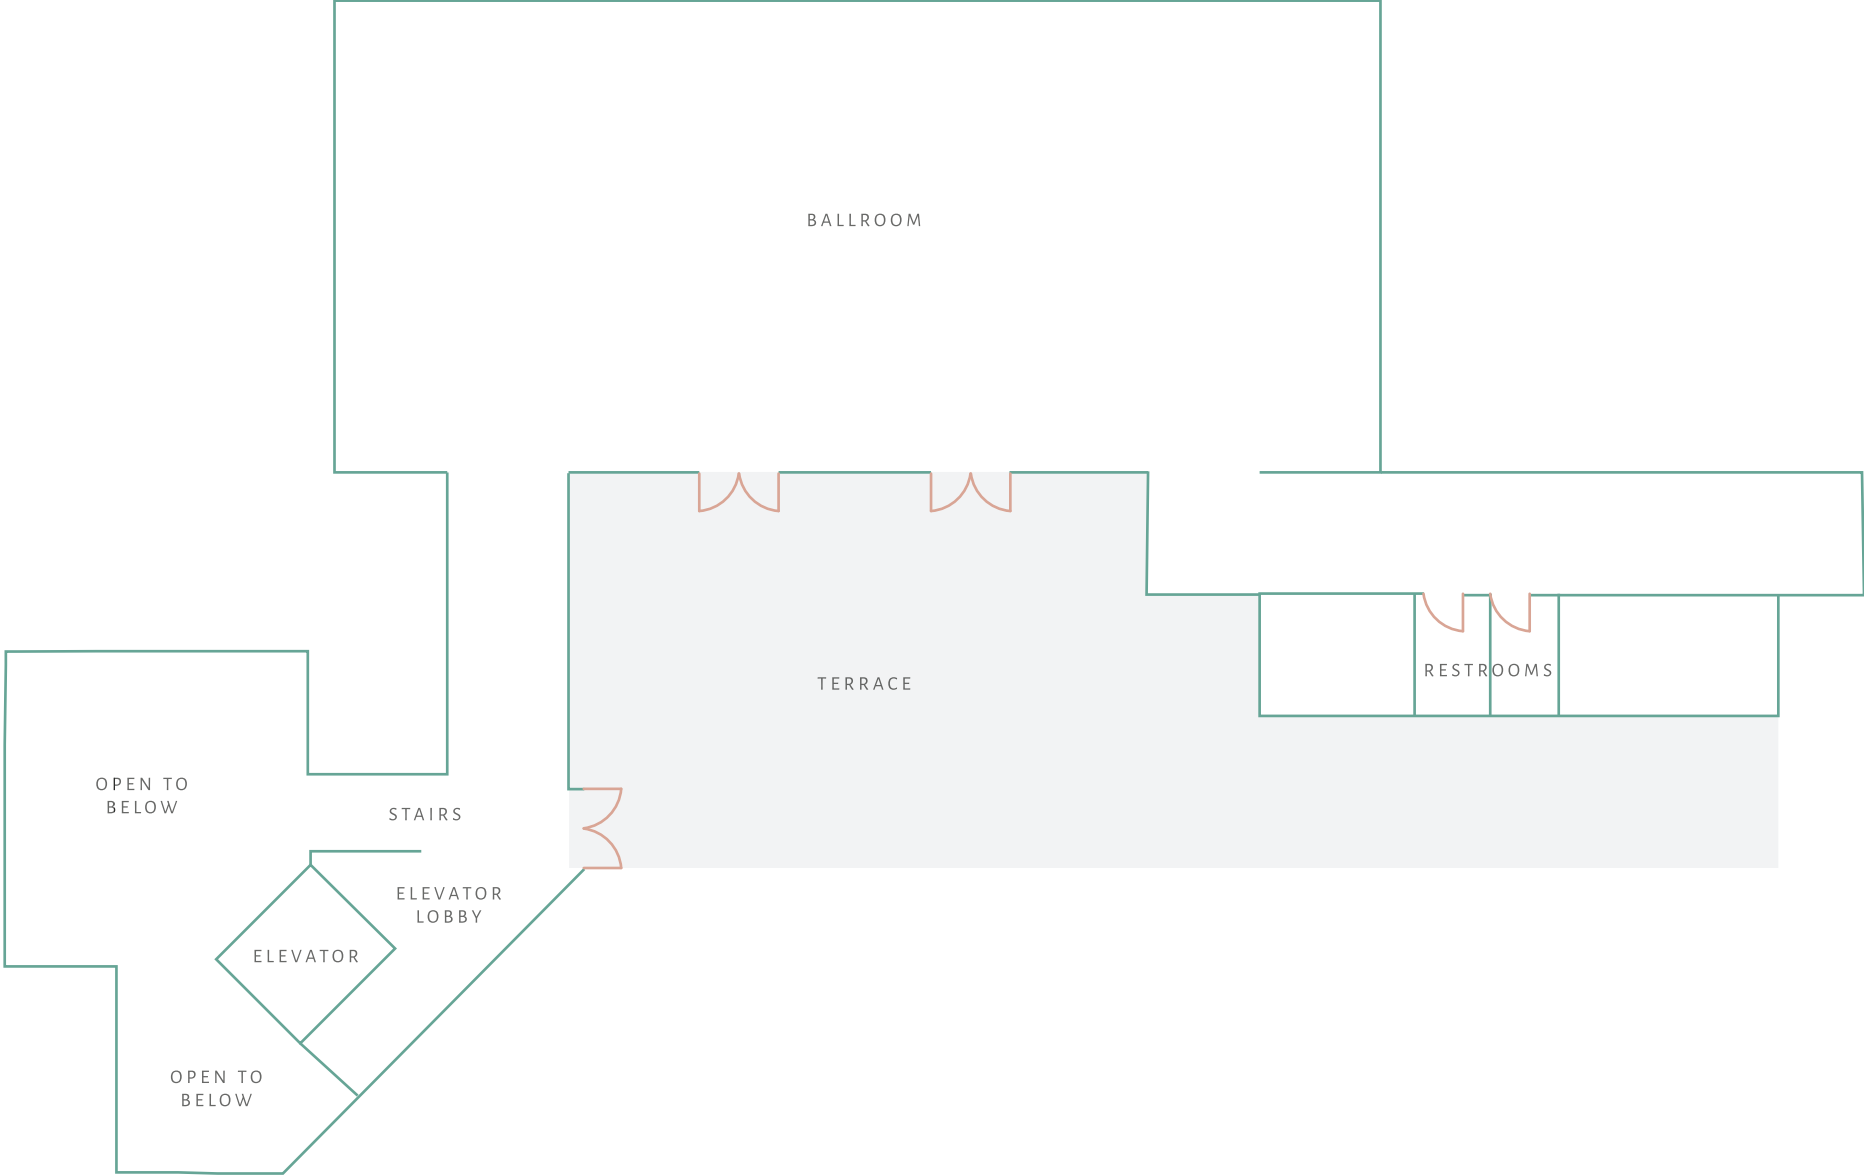 BALLROOM
TERRACE
RESTROOMS
OPEN TO
BELOW
STAIRS
ELEVATOR
LOBBY
ELEVATOR
OPEN TO
BELOW